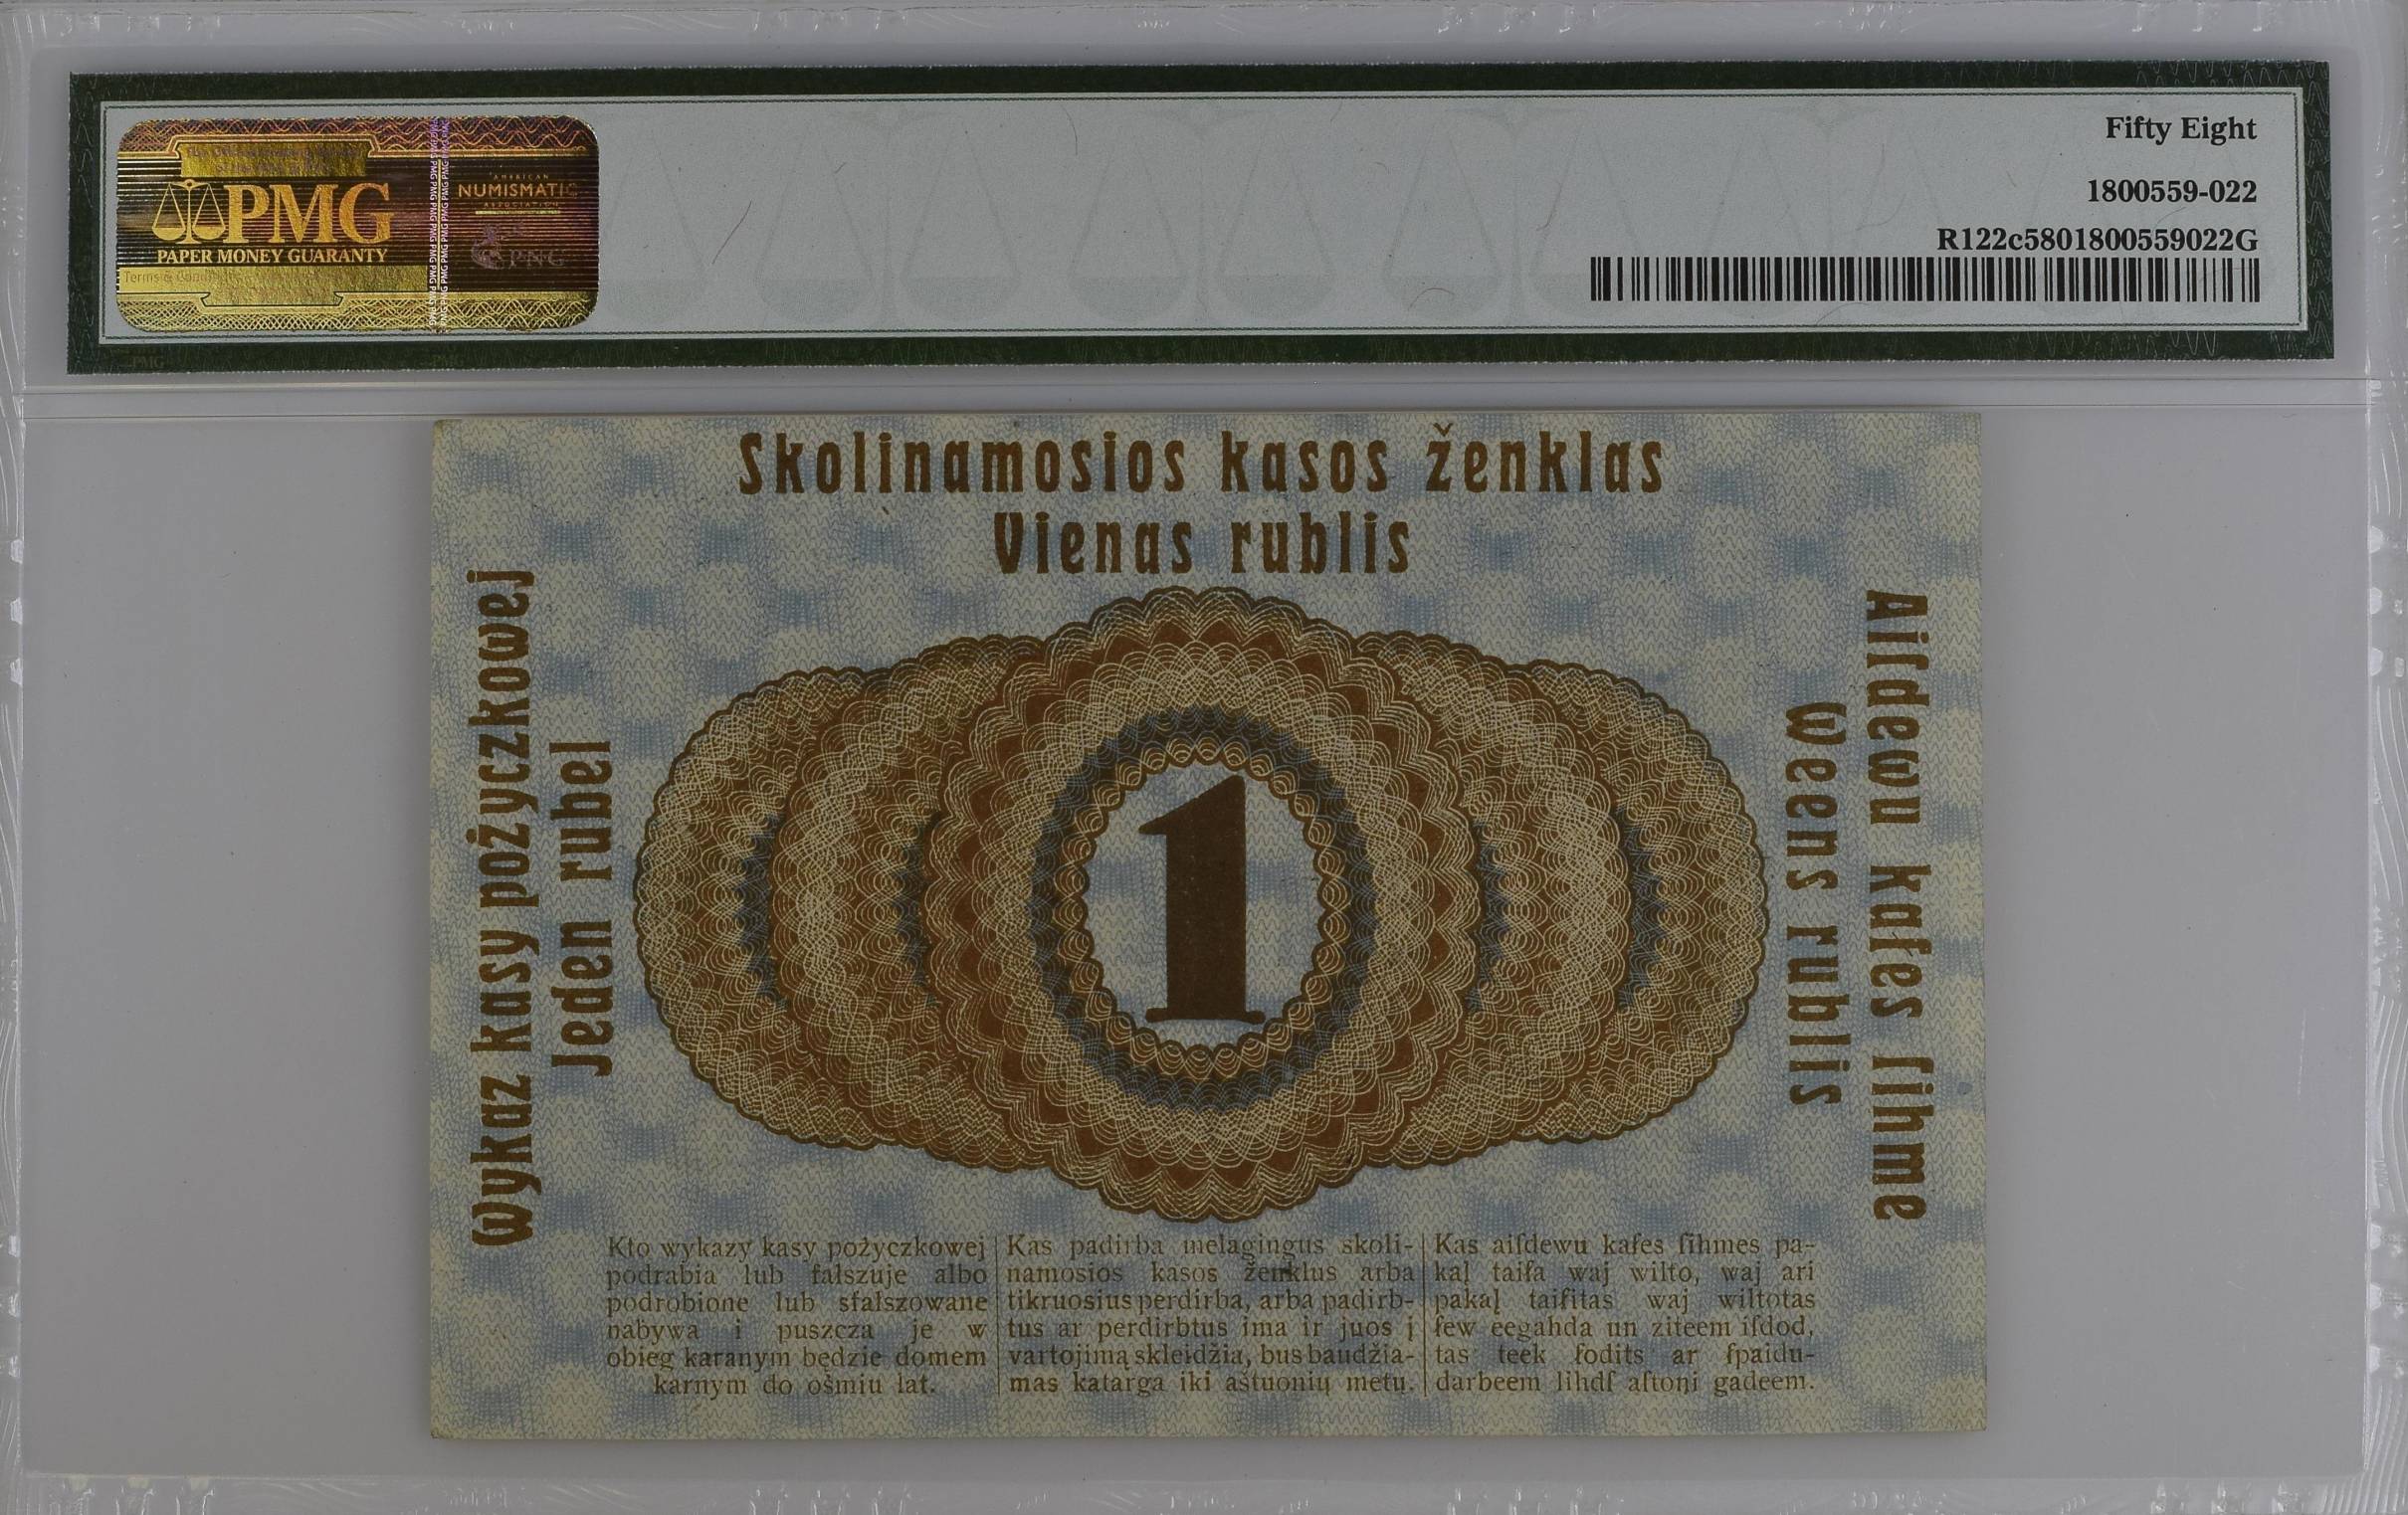 PMG
PAPER MONEY GUARANTY
AMERICAN
NUMISMATIC
ASSOCIATION
PNG
Fifty Eight
1800559-022
R122c5801800559022G
Skolinamosios kasos ženklas
Vienas rublis
Wykaz kasy pożyczkowej
Jeden rubel
Aiſdewu kaſes ſihme
Weens rublis
1
Kto wykazy kasy pożyczkowej
podrabia lub fałszuje albo
podrobione lub sfałszowane
nabywa i puszcza je w
obieg karanym będzie domem
karnym do ośmiu lat.
Kas padirba melagingus skoli-
namosios kasos ženklus arba
tikruosius perdirba, arba padirb-
tus ar perdirbtus ima ir juos į
vartojimą skleidžia, bus baudžia-
mas katarga iki aštuonių metų.
Kas aiſdewu kaſes ſihmes pa-
kaļ taiſa waj wilto, waj ari
pakaļ taiſitas waj wiltotas
ſew eegahda un ziteem iſdod,
tas teek ſodits ar ſpaidu-
darbeem lihdſ aſtoņi gadeem.